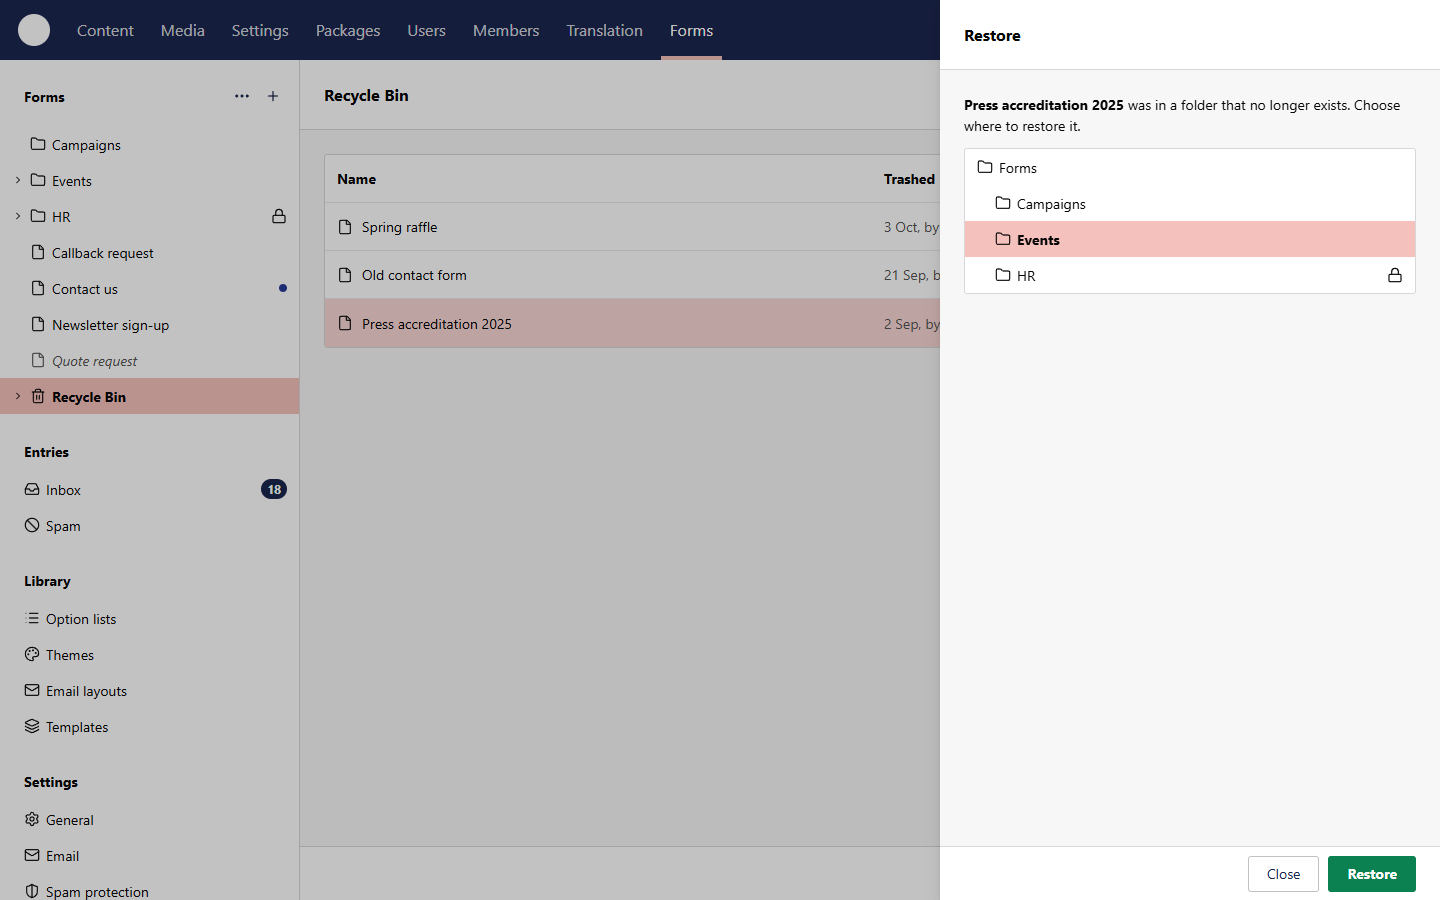 Content Media Settings Packages Users Members Translation Forms
Forms
Campaigns
Events
HR
Callback request
Contact us
Newsletter sign-up
Quote request
Recycle Bin
Entries
Inbox 18
Spam
Library
Option lists
Themes
Email layouts
Templates
Settings
General
Email
Spam protection
Recycle Bin
Name Trashed
Spring raffle 3 Oct, by
Old contact form 21 Sep, b
Press accreditation 2025 2 Sep, by
Restore
Press accreditation 2025 was in a folder that no longer exists. Choose
where to restore it.
Forms
Campaigns
Events
HR
Close Restore